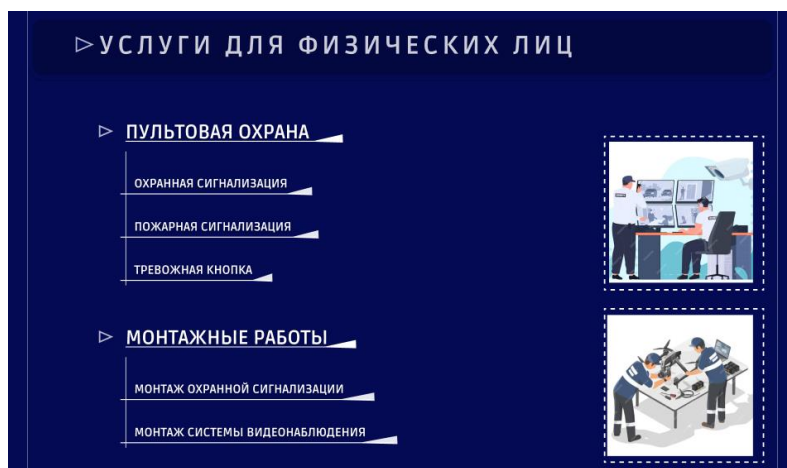 УСЛУГИ ДЛЯ ФИЗИЧЕСКИХ ЛИЦ
ПУЛЬТОВАЯ ОХРАНА
ОХРАННАЯ СИГНАЛИЗАЦИЯ
ПОЖАРНАЯ СИГНАЛИЗАЦИЯ
ТРЕВОЖНАЯ КНОПКА
МОНТАЖНЫЕ РАБОТЫ
МОНТАЖ ОХРАННОЙ СИГНАЛИЗАЦИИ
МОНТАЖ СИСТЕМЫ ВИДЕОНАБЛЮДЕНИЯ